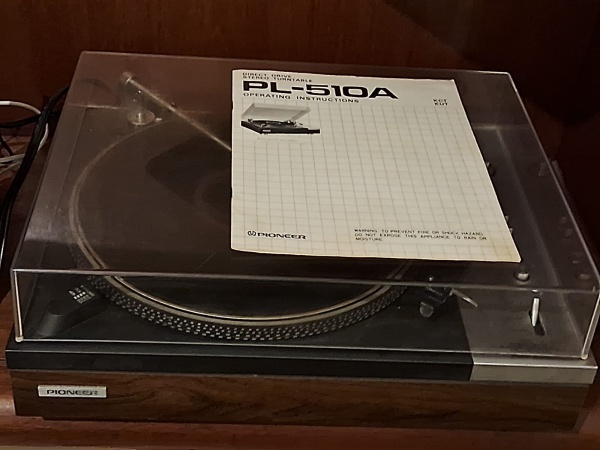 DIRECT DRIVE
STEREO TURNTABLE
PL-510A
OPERATING INSTRUCTIONS
KCT
KUT
PIONEER
WARNING: TO PREVENT FIRE OR SHOCK HAZARD,
DO NOT EXPOSE THIS APPLIANCE TO RAIN OR
MOISTURE.
PIONEER